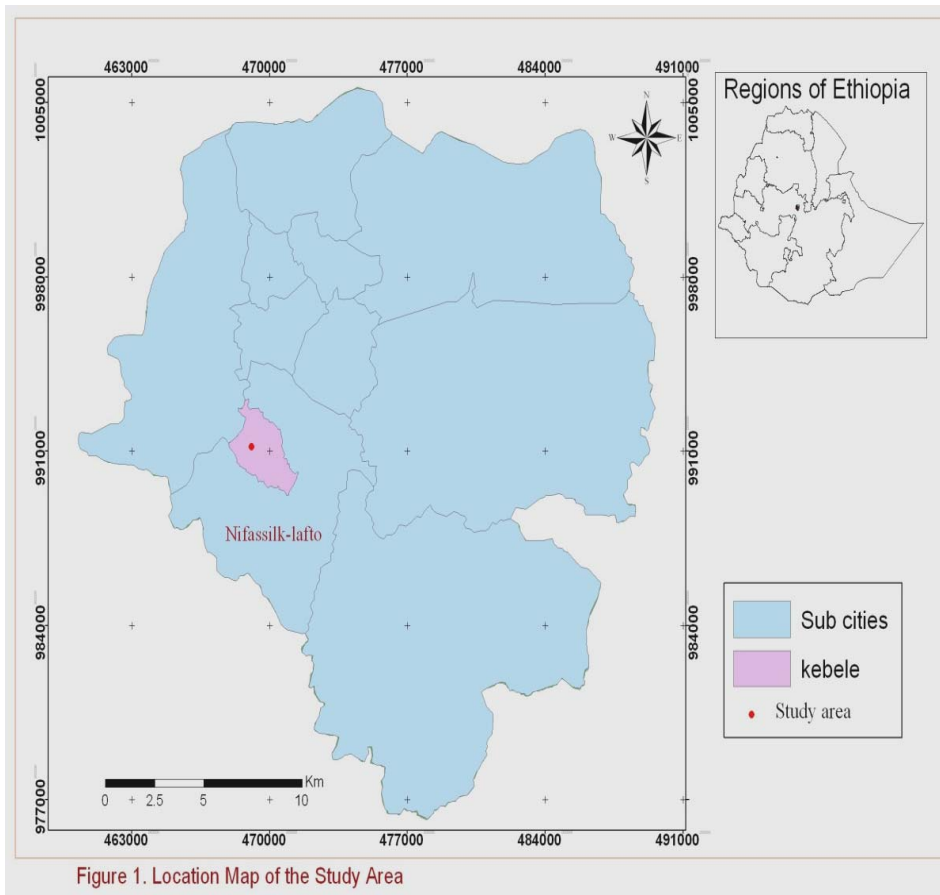 463000 470000 477000 484000 491000
1005000
1005000
Regions of Ethiopia
N
W E
S
998000
998000
991000
991000
Nifassilk-lafto
984000
984000
Sub cities
kebele
Study area
Km
0 2.5 5 10
977000
977000
463000 470000 477000 484000 491000
Figure 1. Location Map of the Study Area